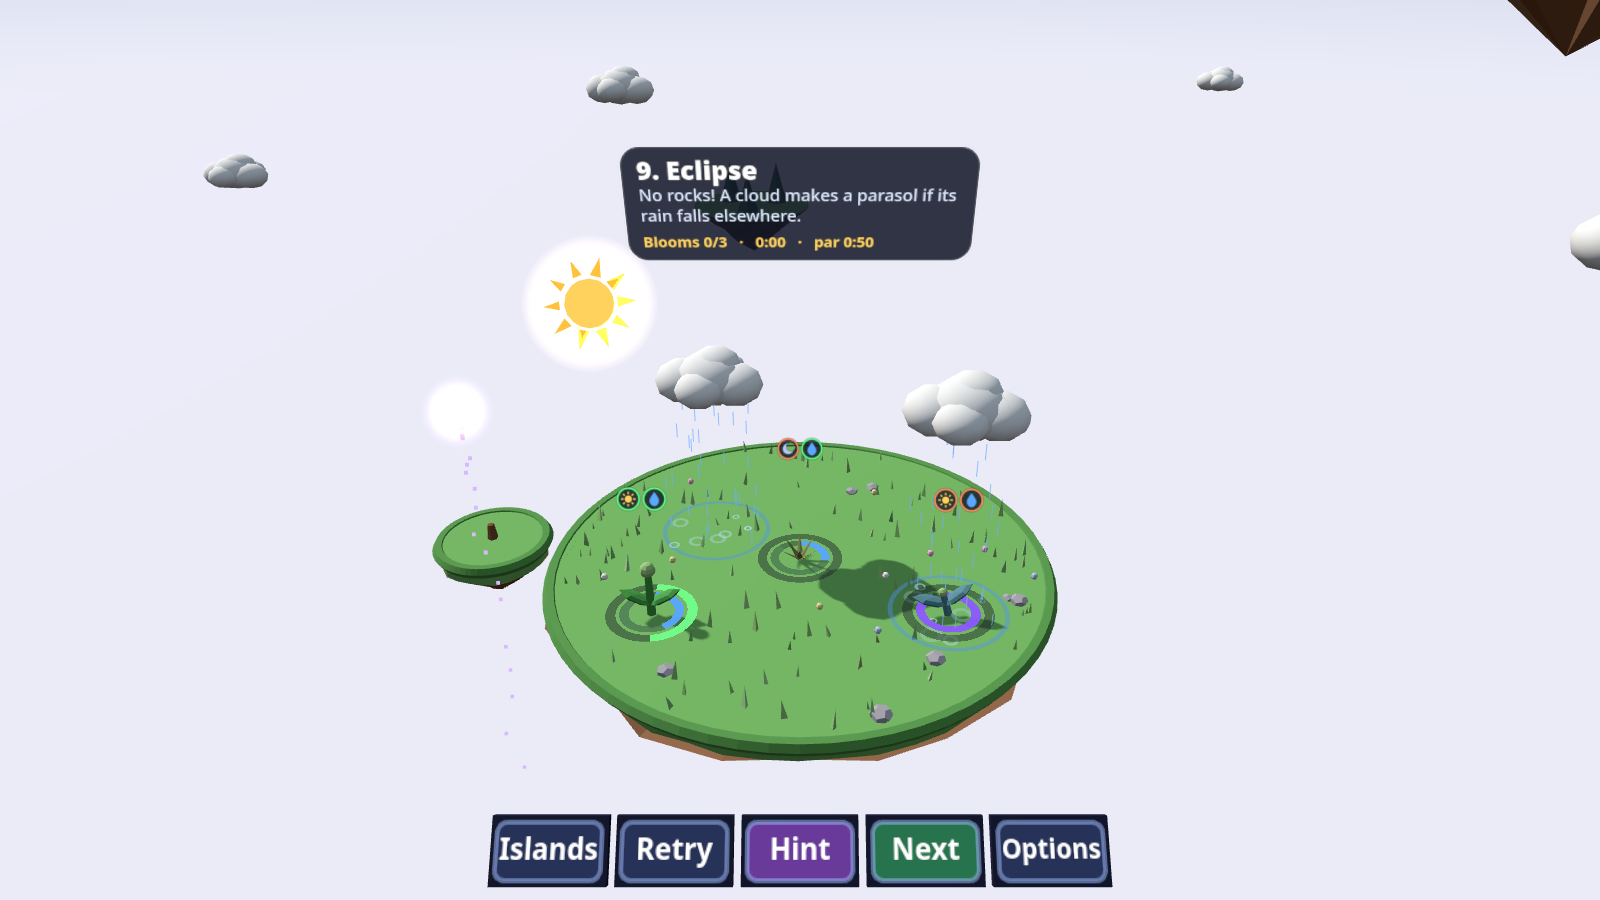 9. Eclipse
No rocks! A cloud makes a parasol if its
rain falls elsewhere.
Blooms 0/3 · 0:00 · par 0:50
Islands
Retry
Hint
Next
Options